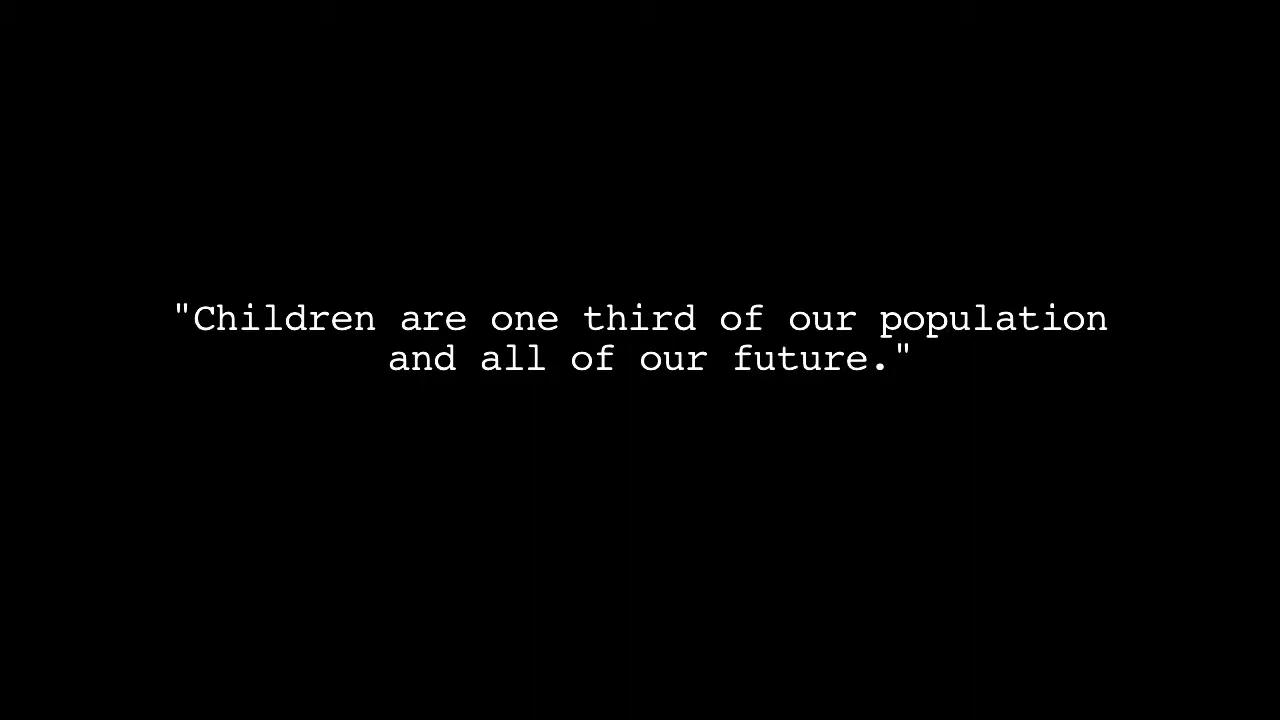 "Children are one third of our population
and all of our future."